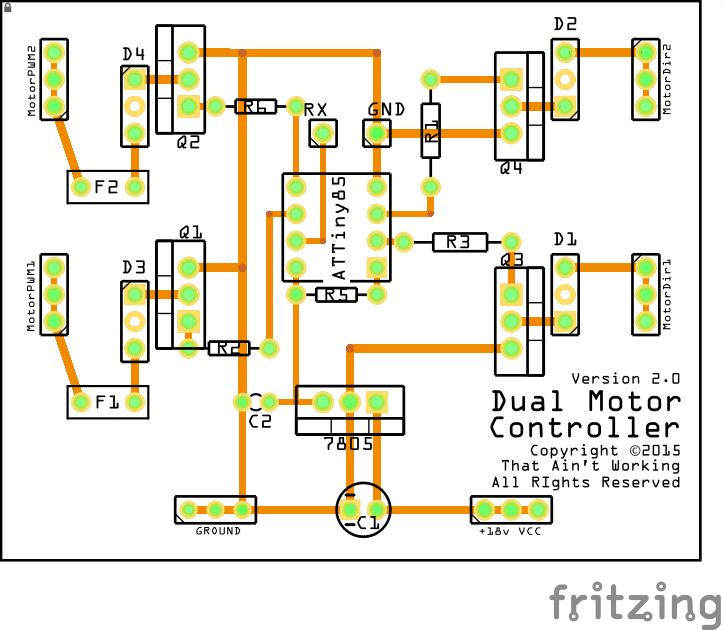 MotorPWM2
D4
Q2
R6
RX
GND
R1
Q4
D2
MotorDir2
F2
ATTiny85
MotorPWM1
D3
Q1
R3
Q3
D1
MotorDir1
R5
R2
F1
C2
7805
Version 2.0
Dual Motor
Controller
Copyright ©2015
That Ain't Working
All RIghts Reserved
C1
GROUND
+18v VCC
fritzing